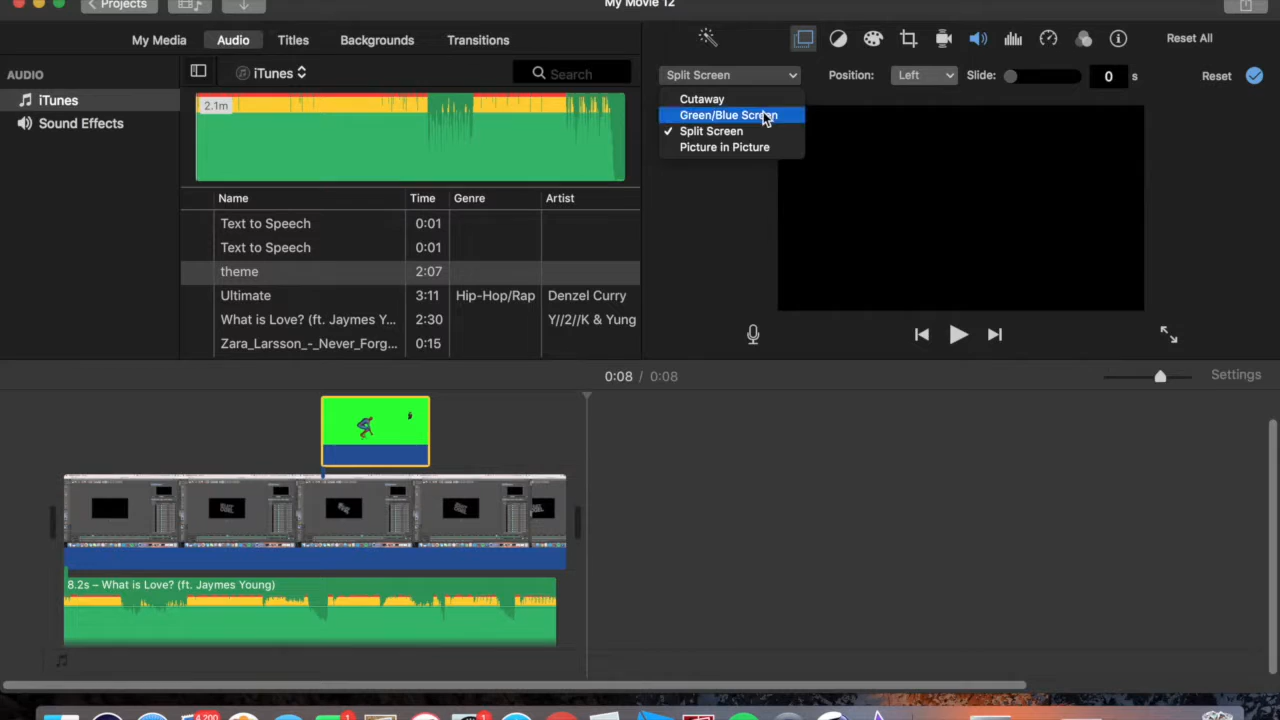 Projects
My Movie 12
My Media
Audio
Titles
Backgrounds
Transitions
Reset All
AUDIO
iTunes
Search
Split Screen
Position:
Left
Slide:
0
s
Reset
iTunes
Sound Effects
2.1m
Cutaway
Green/Blue Screen
Split Screen
Picture in Picture
Name Time Genre Artist
Text to Speech 0:01
Text to Speech 0:01
theme 2:07
Ultimate 3:11 Hip-Hop/Rap Denzel Curry
What is Love? (ft. Jaymes Y... 2:30 Y//2//K & Yung
Zara_Larsson_-_Never_Forg... 0:15
0:08 / 0:08
Settings
8.2s – What is Love? (ft. Jaymes Young)
4,200
1
1